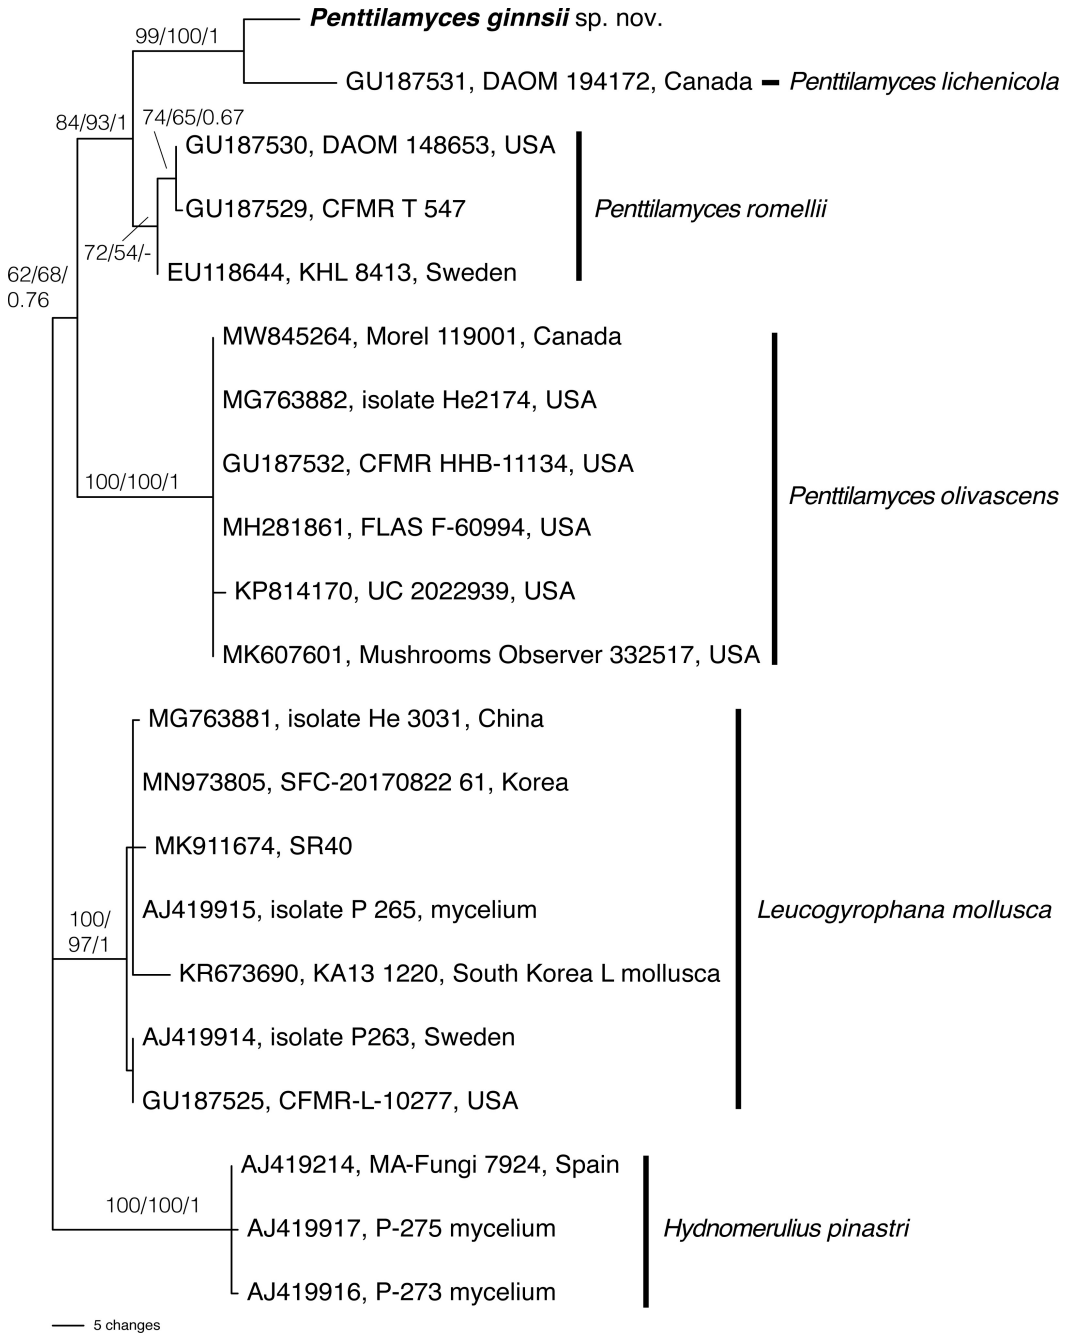 Penttilamyces ginnsii sp. nov.
99/100/1
GU187531, DAOM 194172, Canada
Penttilamyces lichenicola
84/93/1
74/65/0.67
GU187530, DAOM 148653, USA
GU187529, CFMR T 547
Penttilamyces romellii
72/54/-
EU118644, KHL 8413, Sweden
62/68/
0.76
MW845264, Morel 119001, Canada
MG763882, isolate He2174, USA
GU187532, CFMR HHB-11134, USA
100/100/1
Penttilamyces olivascens
MH281861, FLAS F-60994, USA
KP814170, UC 2022939, USA
MK607601, Mushrooms Observer 332517, USA
MG763881, isolate He 3031, China
MN973805, SFC-20170822 61, Korea
MK911674, SR40
AJ419915, isolate P 265, mycelium
Leucogyrophana mollusca
100/
97/1
KR673690, KA13 1220, South Korea L mollusca
AJ419914, isolate P263, Sweden
GU187525, CFMR-L-10277, USA
AJ419214, MA-Fungi 7924, Spain
100/100/1
AJ419917, P-275 mycelium
Hydnomerulius pinastri
AJ419916, P-273 mycelium
5 changes